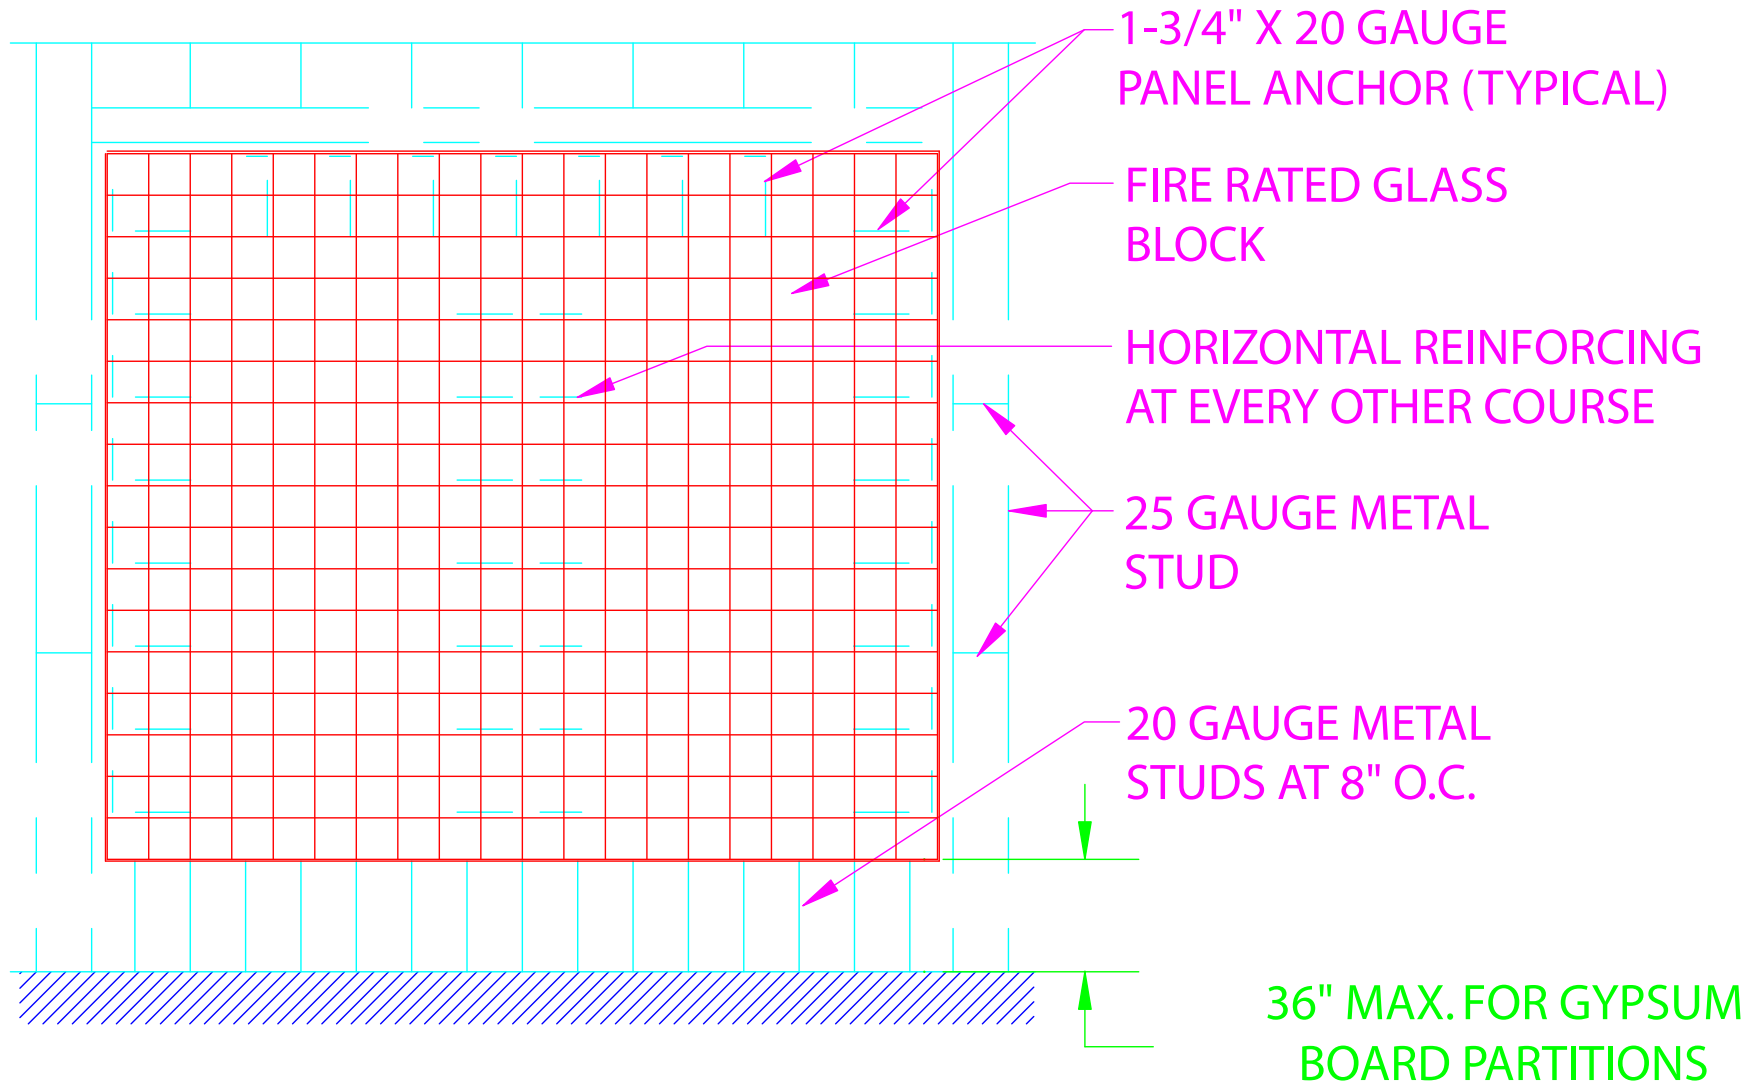 1-3/4" X 20 GAUGE
PANEL ANCHOR (TYPICAL)
FIRE RATED GLASS
BLOCK
HORIZONTAL REINFORCING
AT EVERY OTHER COURSE
25 GAUGE METAL
STUD
20 GAUGE METAL
STUDS AT 8" O.C.
36" MAX. FOR GYPSUM
BOARD PARTITIONS